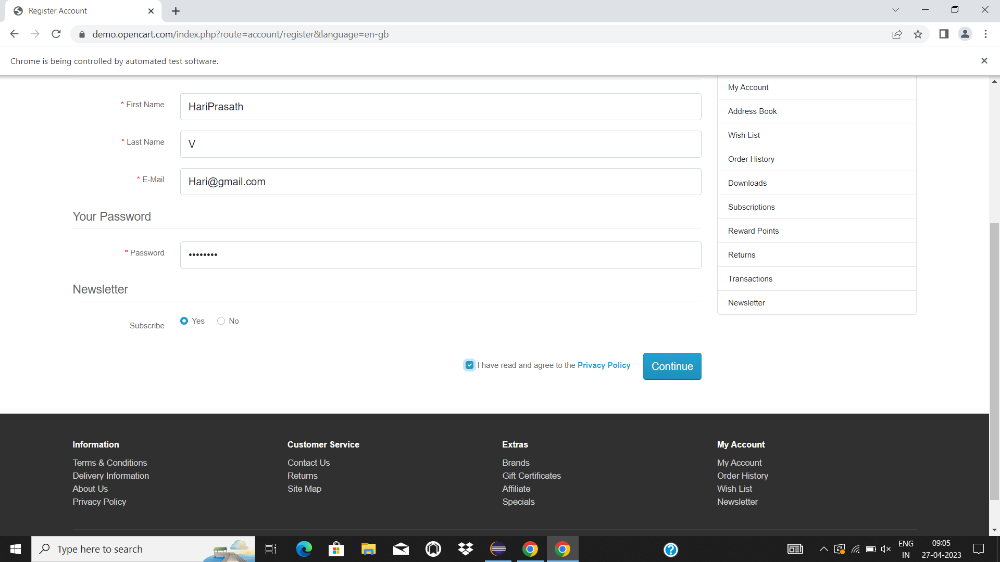 Register Account
demo.opencart.com/index.php?route=account/register&language=en-gb
Chrome is being controlled by automated test software.
* First Name
HariPrasath
* Last Name
V
* E-Mail
Hari@gmail.com
Your Password
* Password
••••••••
Newsletter
Subscribe
Yes
No
I have read and agree to the Privacy Policy
Continue
My Account
Address Book
Wish List
Order History
Downloads
Subscriptions
Reward Points
Returns
Transactions
Newsletter
Information
Terms & Conditions
Delivery Information
About Us
Privacy Policy
Customer Service
Contact Us
Returns
Site Map
Extras
Brands
Gift Certificates
Affiliate
Specials
My Account
My Account
Order History
Wish List
Newsletter
Type here to search
ENG
IN
09:05
27-04-2023